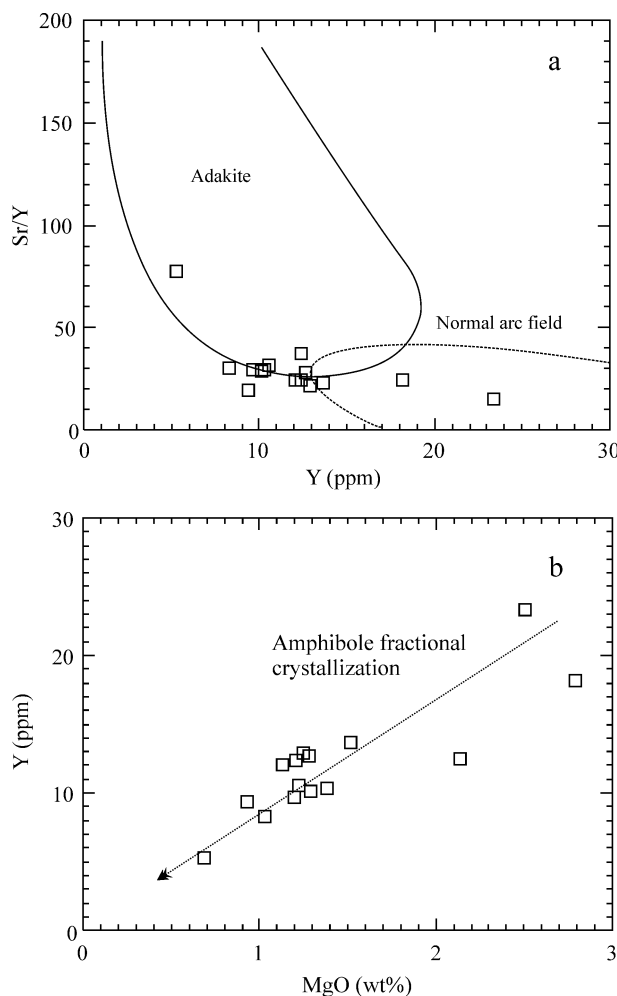 200
a
150
Adakite
Sr/Y
100
50
Normal arc field
0
0
10
20
30
Y (ppm)
30
b
Amphibole fractional
crystallization
20
Y (ppm)
10
0
0
1
2
3
MgO (wt%)